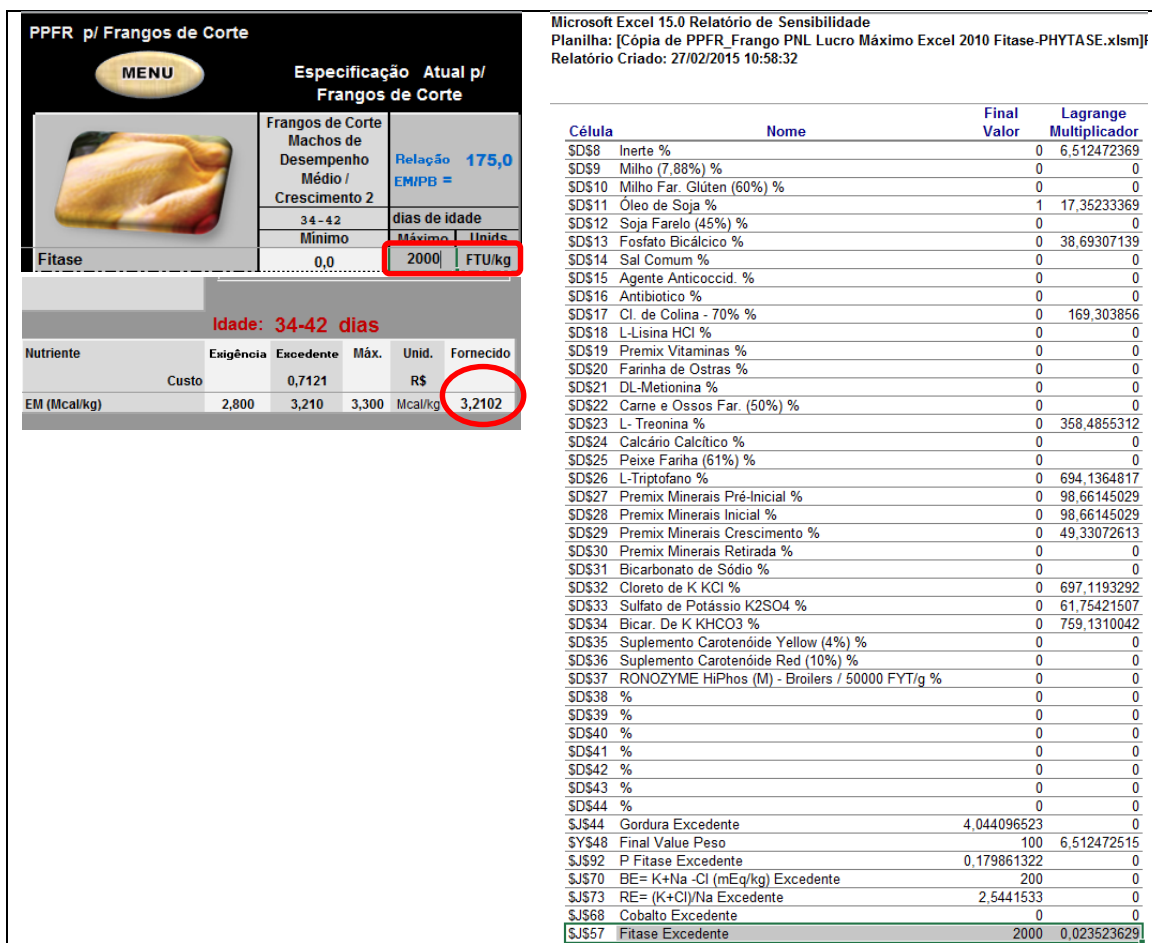 PPFR p/ Frangos de Corte
MENU
Especificação Atual p/
Frangos de Corte
Frangos de Corte
Machos de
Desempenho
Médio /
Crescimento 2
Relação 175,0
EM/PB =
34-42 dias de idade
Mínimo Máximo Unids
Fitase 0,0 2000 FTU/kg
Idade: 34-42 dias
Nutriente Exigência Excedente Máx. Unid. Fornecido
Custo 0,7121 R$
EM (Mcal/kg) 2,800 3,210 3,300 Mcal/kg 3,2102
Microsoft Excel 15.0 Relatório de Sensibilidade
Planilha: [Cópia de PPFR_Frango PNL Lucro Máximo Excel 2010 Fitase-PHYTASE.xlsm]
Relatório Criado: 27/02/2015 10:58:32
Final Lagrange
Célula Nome Valor Multiplicador
$D$8 Inerte % 0 6,512472369
$D$9 Milho (7,88%) % 0 0
$D$10 Milho Far. Glúten (60%) % 0 0
$D$11 Óleo de Soja % 1 17,35233369
$D$12 Soja Farelo (45%) % 0 0
$D$13 Fosfato Bicálcico % 0 38,69307139
$D$14 Sal Comum % 0 0
$D$15 Agente Anticoccid. % 0 0
$D$16 Antibiotico % 0 0
$D$17 Cl. de Colina - 70% % 0 169,303856
$D$18 L-Lisina HCl % 0 0
$D$19 Premix Vitaminas % 0 0
$D$20 Farinha de Ostras % 0 0
$D$21 DL-Metionina % 0 0
$D$22 Carne e Ossos Far. (50%) % 0 0
$D$23 L- Treonina % 0 358,4855312
$D$24 Calcário Calcítico % 0 0
$D$25 Peixe Fariha (61%) % 0 0
$D$26 L-Triptofano % 0 694,1364817
$D$27 Premix Minerais Pré-Inicial % 0 98,66145029
$D$28 Premix Minerais Inicial % 0 98,66145029
$D$29 Premix Minerais Crescimento % 0 49,33072613
$D$30 Premix Minerais Retirada % 0 0
$D$31 Bicarbonato de Sódio % 0 0
$D$32 Cloreto de K KCl % 0 697,1193292
$D$33 Sulfato de Potássio K2SO4 % 0 61,75421507
$D$34 Bicar. De K KHCO3 % 0 759,1310042
$D$35 Suplemento Carotenóide Yellow (4%) % 0 0
$D$36 Suplemento Carotenóide Red (10%) % 0 0
$D$37 RONOZYME HiPhos (M) - Broilers / 50000 FYT/g % 0 0
$D$38 % 0 0
$D$39 % 0 0
$D$40 % 0 0
$D$41 % 0 0
$D$42 % 0 0
$D$43 % 0 0
$D$44 % 0 0
$J$44 Gordura Excedente 4,044096523 0
$Y$48 Final Value Peso 100 6,512472515
$J$92 P Fitase Excedente 0,179861322 0
$J$70 BE= K+Na -Cl (mEq/kg) Excedente 200 0
$J$73 RE= (K+Cl)/Na Excedente 2,5441533 0
$J$68 Cobalto Excedente 0 0
$J$57 Fitase Excedente 2000 0,023523629